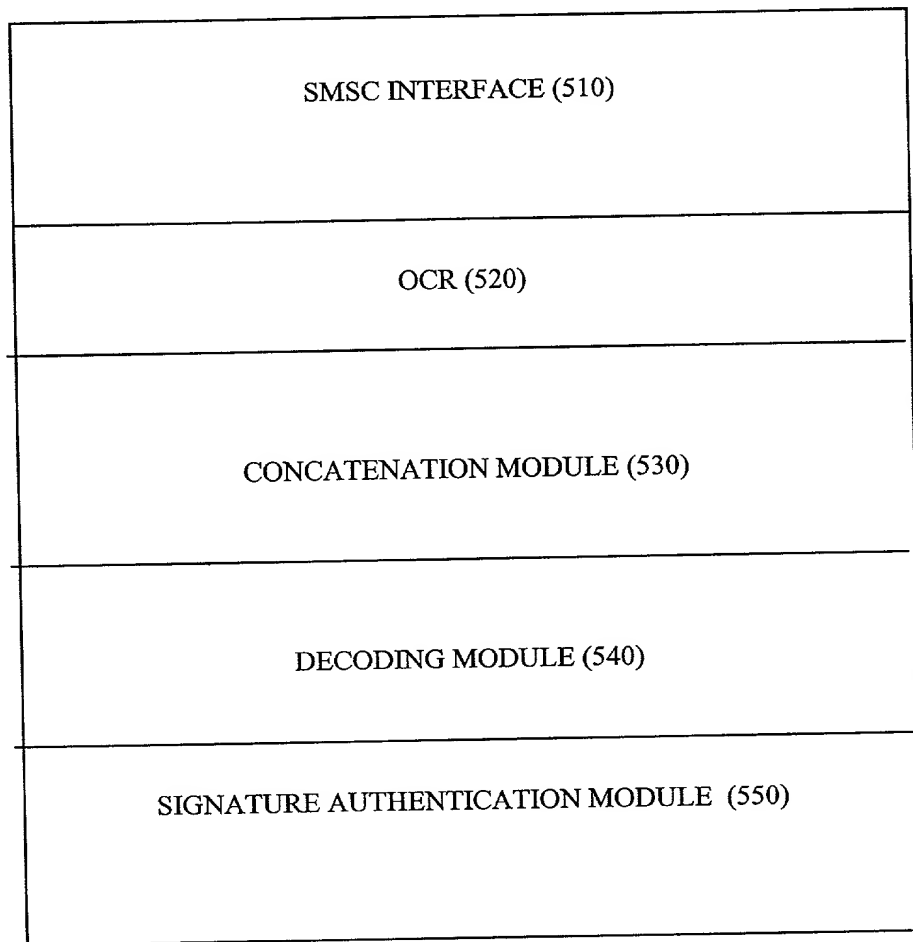 SMSC INTERFACE (510)
OCR (520)
CONCATENATION MODULE (530)
DECODING MODULE (540)
SIGNATURE AUTHENTICATION MODULE (550)